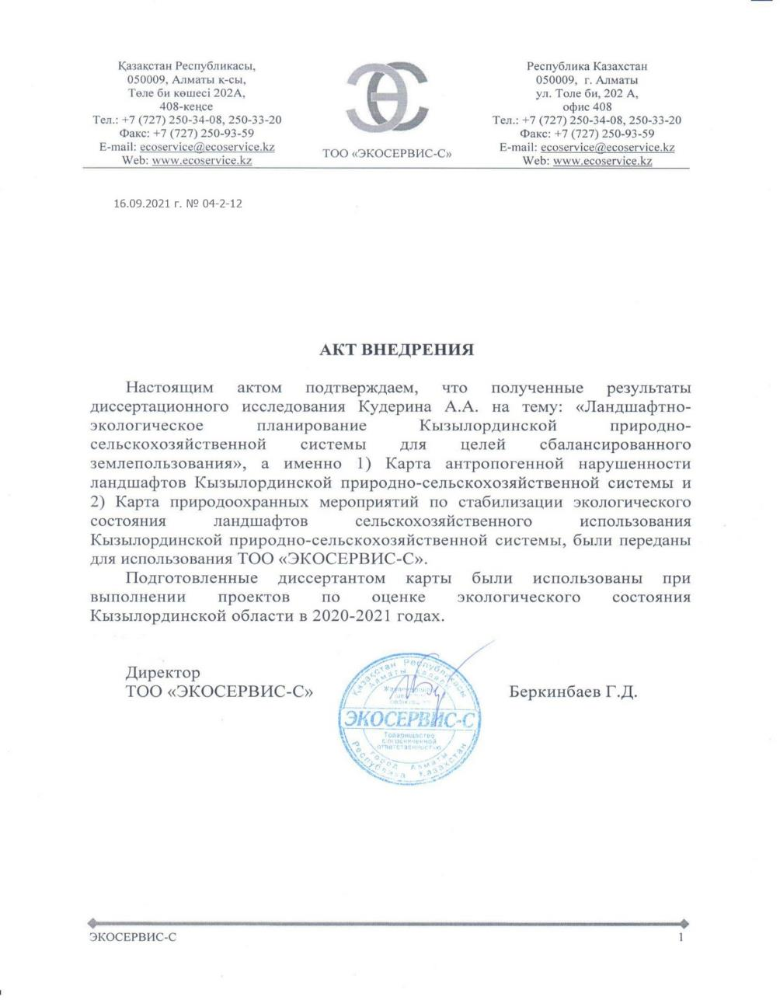 Қазақстан Республикасы,
050009, Алматы к-сы,
Төле би көшесі 202А,
408-кеңсе
Тел.: +7 (727) 250-34-08, 250-33-20
Факс: +7 (727) 250-93-59
E-mail: ecoservice@ecoservice.kz
Web: www.ecoservice.kz
ТОО «ЭКОСЕРВИС-С»
Республика Казахстан
050009, г. Алматы
ул. Толе би, 202 А,
офис 408
Тел.: +7 (727) 250-34-08, 250-33-20
Факс: +7 (727) 250-93-59
E-mail: ecoservice@ecoservice.kz
Web: www.ecoservice.kz
16.09.2021 г. № 04-2-12
АКТ ВНЕДРЕНИЯ
Настоящим актом подтверждаем, что полученные результаты
диссертационного исследования Кудерина А.А. на тему: «Ландшафтно-
экологическое планирование Кызылординской природно-
сельскохозяйственной системы для целей сбалансированного
землепользования», а именно 1) Карта антропогенной нарушенности
ландшафтов Кызылординской природно-сельскохозяйственной системы и
2) Карта природоохранных мероприятий по стабилизации экологического
состояния ландшафтов сельскохозяйственного использования
Кызылординской природно-сельскохозяйственной системы, были переданы
для использования ТОО «ЭКОСЕРВИС-С».
Подготовленные диссертантом карты были использованы при
выполнении проектов по оценке экологического состояния
Кызылординской области в 2020-2021 годах.
Директор
ТОО «ЭКОСЕРВИС-С»
Беркинбаев Г.Д.
Қазақстан Республикасы
Алматы қаласы
ЭКОСЕРВИС-С
Товарищество
с ограниченной
ответственностью
город Алматы
Республика Казахстан
ЭКОСЕРВИС-С
1